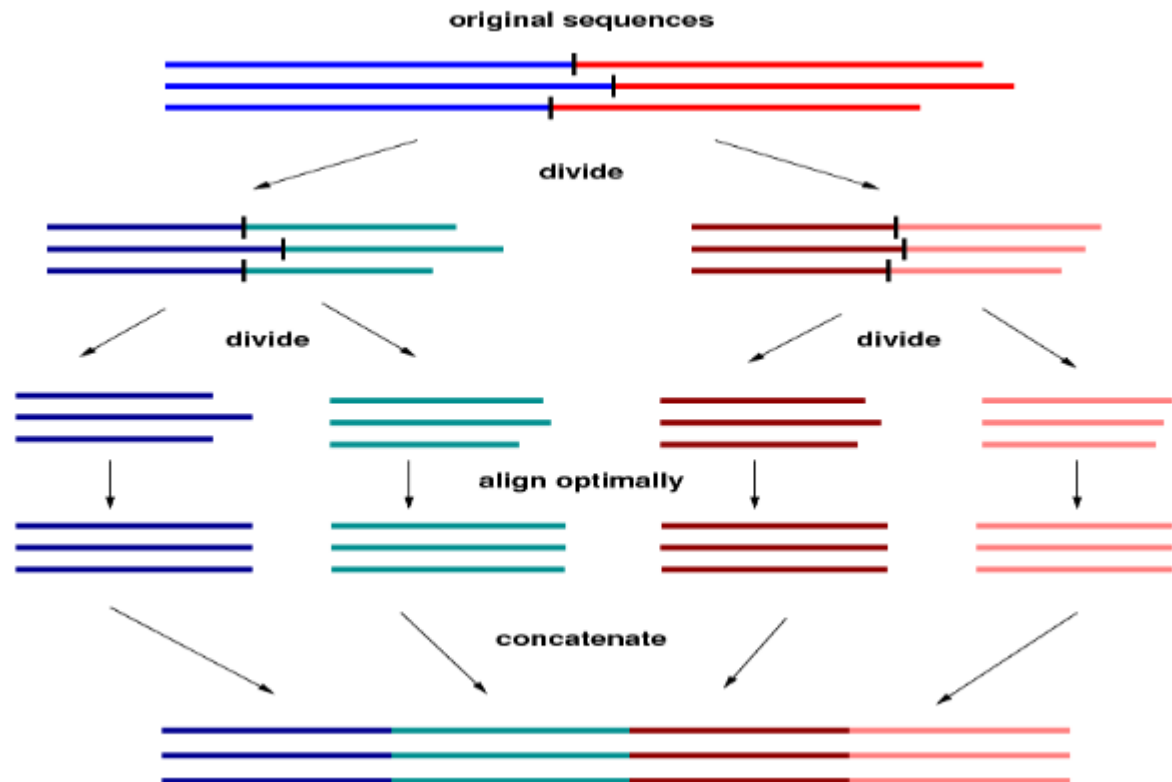 original sequences
divide
divide
divide
align optimally
concatenate